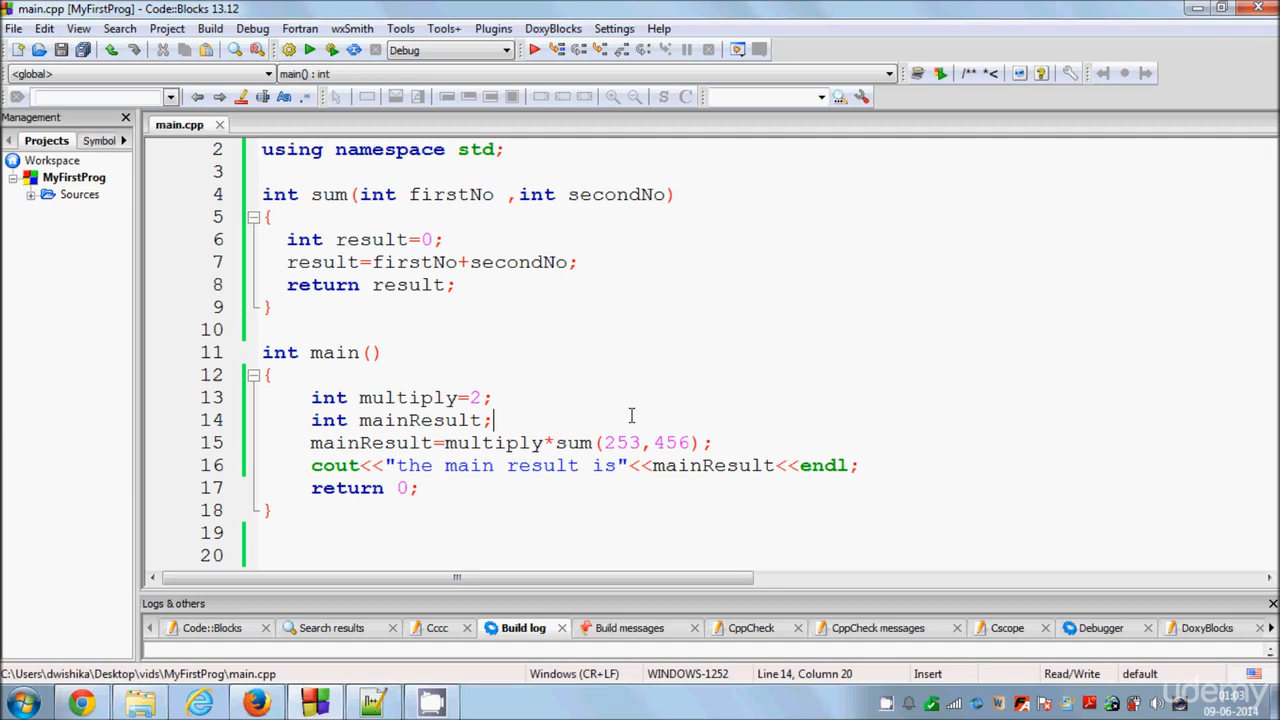 main.cpp [MyFirstProg] - Code::Blocks 13.12
File Edit View Search Project Build Debug Fortran wxSmith Tools Tools+ Plugins DoxyBlocks Settings Help
Debug
<global> main() : int /** *<
Aa .* S C
Management
main.cpp
Projects Symbol
Workspace
MyFirstProg
Sources
2 using namespace std;
3
4 int sum(int firstNo ,int secondNo)
5 {
6 int result=0;
7 result=firstNo+secondNo;
8 return result;
9 }
10
11 int main()
12 {
13 int multiply=2;
14 int mainResult;
15 mainResult=multiply*sum(253,456);
16 cout<<"the main result is"<<mainResult<<endl;
17 return 0;
18 }
19
20
Logs & others
Code::Blocks Search results Cccc Build log Build messages CppCheck CppCheck messages Cscope Debugger DoxyBlocks
C:\Users\dwishika\Desktop\vids\MyFirstProg\main.cpp Windows (CR+LF) WINDOWS-1252 Line 14, Column 20 Insert Read/Write default
01:03
09-06-2014
udemy